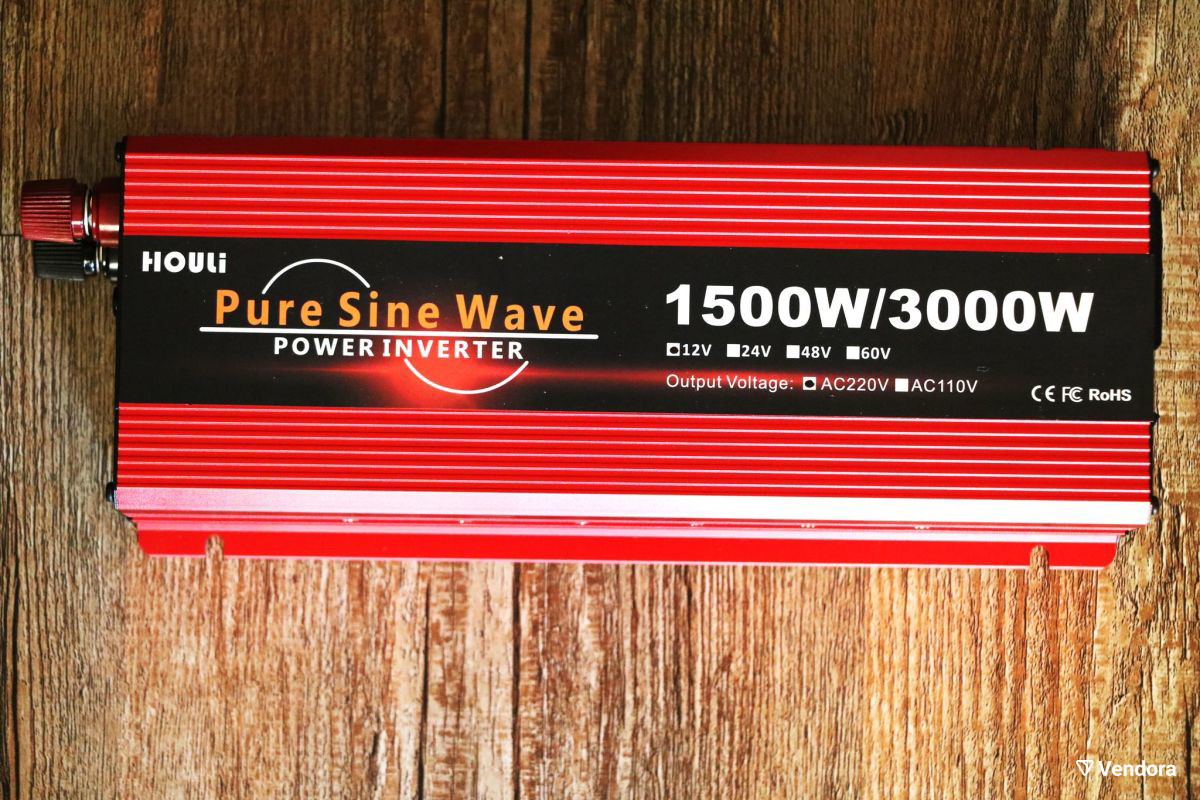 HOULi
Pure Sine Wave
POWER INVERTER
1500W/3000W
12V 24V 48V 60V
Output Voltage: AC220V AC110V
CE FC RoHS
Vendora